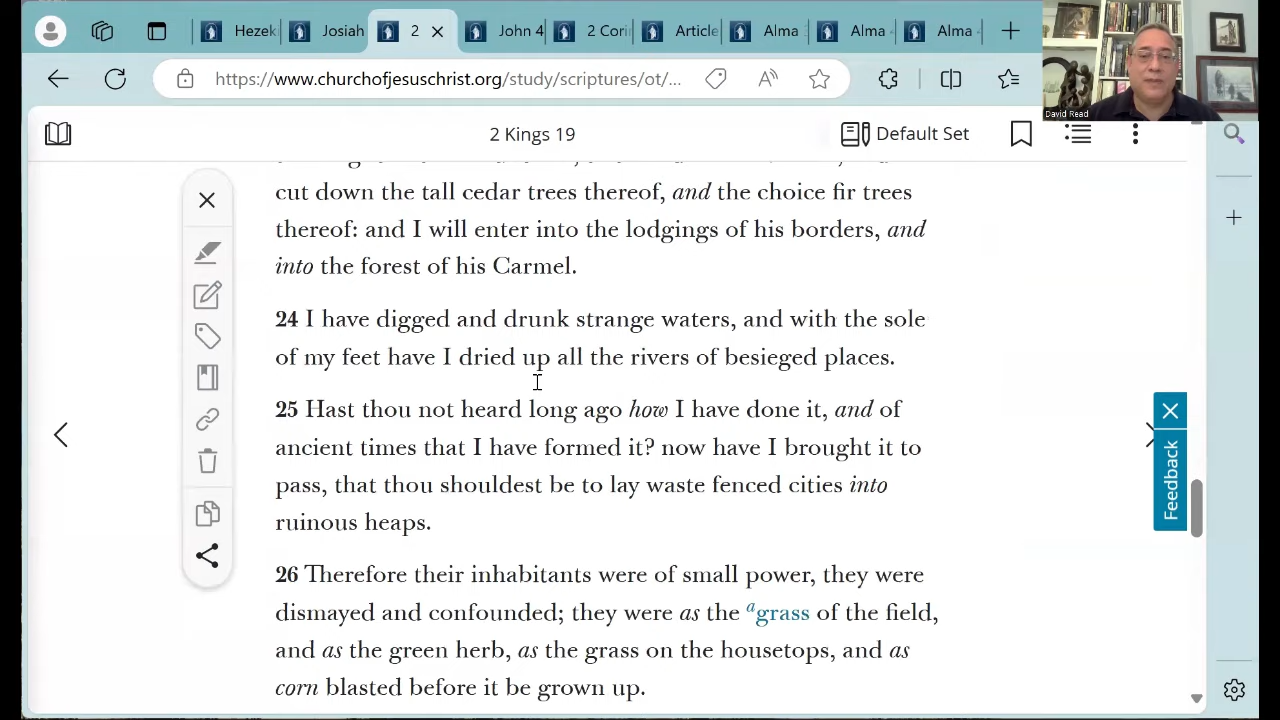 Hezek
Josiah
2
John 4
2 Cori
Article
Alma
Alma
Alma
https://www.churchofjesuschrist.org/study/scriptures/ot/...
David Read
2 Kings 19
Default Set
cut down the tall cedar trees thereof, and the choice fir trees
thereof: and I will enter into the lodgings of his borders, and
into the forest of his Carmel.
24 I have digged and drunk strange waters, and with the sole
of my feet have I dried up all the rivers of besieged places.
25 Hast thou not heard long ago how I have done it, and of
ancient times that I have formed it? now have I brought it to
pass, that thou shouldest be to lay waste fenced cities into
ruinous heaps.
26 Therefore their inhabitants were of small power, they were
dismayed and confounded; they were as the a grass of the field,
and as the green herb, as the grass on the housetops, and as
corn blasted before it be grown up.
Feedback